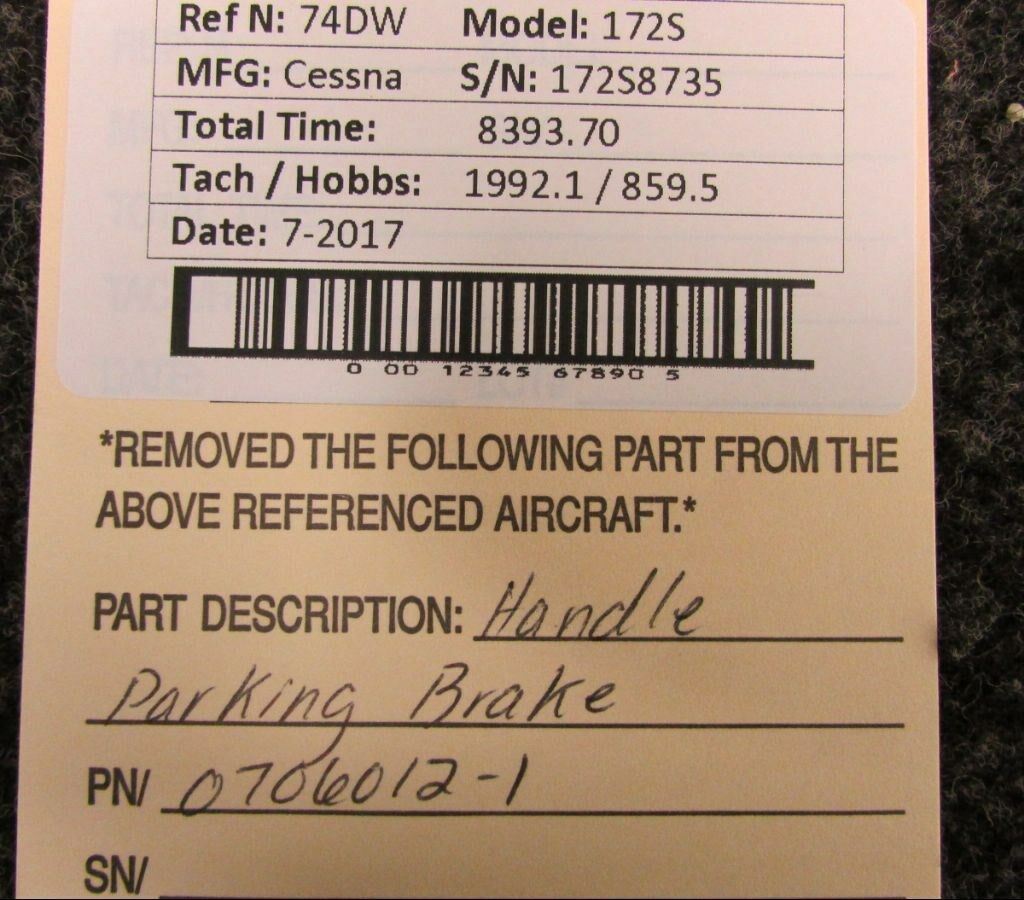 Ref N: 74DW Model: 172S
MFG: Cessna S/N: 172S8735
Total Time: 8393.70
Tach / Hobbs: 1992.1 / 859.5
Date: 7-2017
0 00 12345 67890 5
*REMOVED THE FOLLOWING PART FROM THE
ABOVE REFERENCED AIRCRAFT.*
PART DESCRIPTION: Handle
Parking Brake
PN/ 0706012-1
SN/